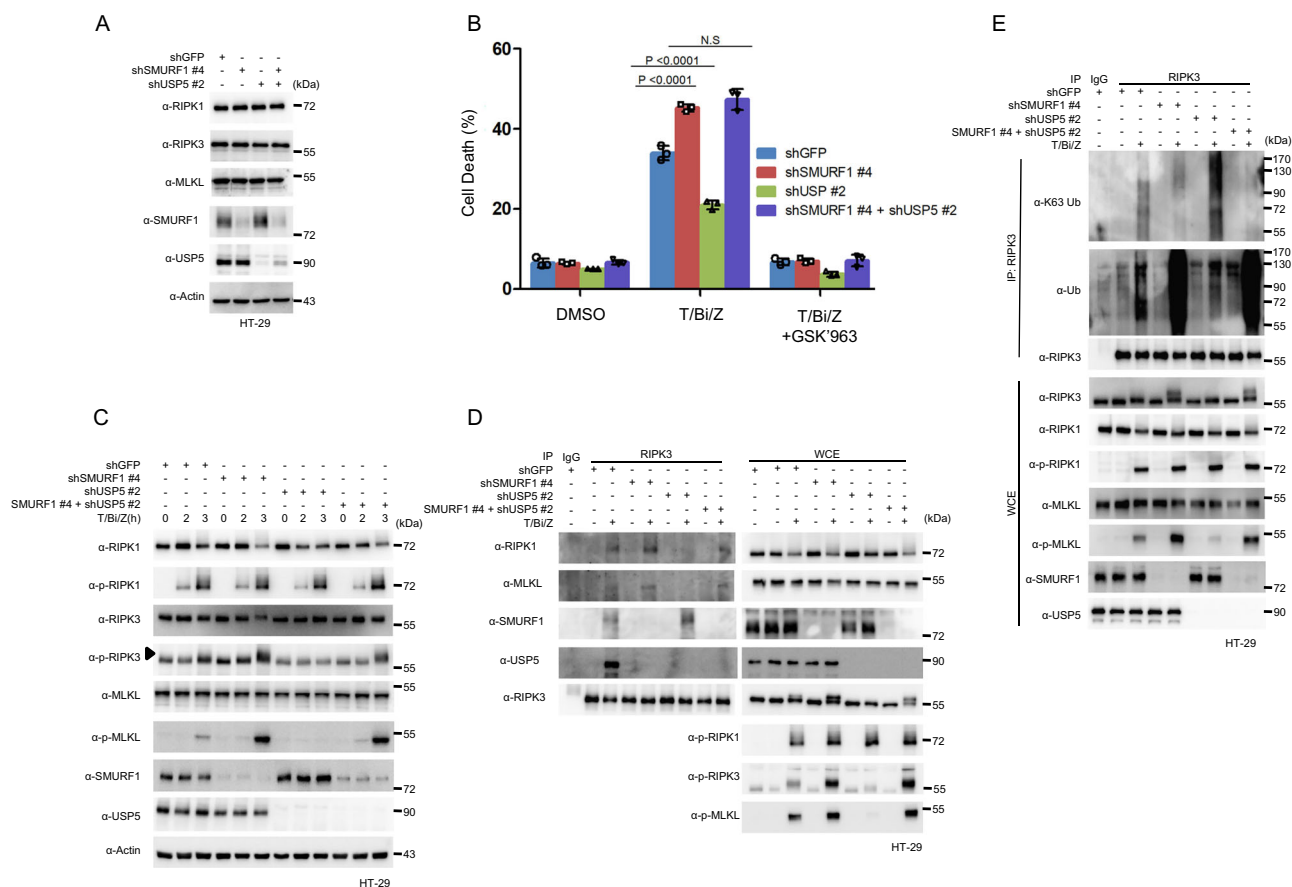 A
shGFP + - - -
shSMURF1 #4 - + - +
shUSP5 #2 - - + + (kDa)
α-RIPK1 72
α-RIPK3 55
α-MLKL 55
α-SMURF1 72
α-USP5 90
α-Actin 43
HT-29
B
N.S
P <0.0001
P <0.0001
Cell Death (%)
60
40
20
0
shGFP
shSMURF1 #4
shUSP #2
shSMURF1 #4 + shUSP5 #2
DMSO T/Bi/Z T/Bi/Z
+GSK'963
C
shGFP + + + - - - - - - - - -
shSMURF1 #4 - - - + + + - - - - - -
shUSP5 #2 - - - - - - + + + - - -
SMURF1 #4 + shUSP5 #2 - - - - - - - - - + + +
T/Bi/Z(h) 0 2 3 0 2 3 0 2 3 0 2 3 (kDa)
α-RIPK1 72
α-p-RIPK1 72
α-RIPK3 55
α-p-RIPK3 55
α-MLKL 55
α-p-MLKL 55
α-SMURF1 72
α-USP5 90
α-Actin 43
HT-29
D
IP IgG RIPK3 WCE
shGFP + + + - - - - - - + + + - - - - - -
shSMURF1 #4 - - - + + - - - - - - - + + - - - -
shUSP5 #2 - - - - - + + - - - - - - - + + - -
SMURF1 #4 + shUSP5 #2 - - - - - - - + + - - - - - - - + +
T/Bi/Z - - + - + - + - + - - + - + - + - + (kDa)
α-RIPK1 72
α-MLKL 55
α-SMURF1 72
α-USP5 90
α-RIPK3 55
α-p-RIPK1 72
α-p-RIPK3 55
α-p-MLKL 55
HT-29
E
IP IgG RIPK3
shGFP + + + - - - - - -
shSMURF1 #4 - - - + + - - - -
shUSP5 #2 - - - - - + + - -
SMURF1 #4 + shUSP5 #2 - - - - - - - + +
T/Bi/Z - - + - + - + - + (kDa)
IP: RIPK3
α-K63 Ub 170
130
90
72
55
α-Ub 170
130
90
72
55
α-RIPK3 55
WCE
α-RIPK3 55
α-RIPK1 72
α-p-RIPK1 72
α-MLKL 55
α-p-MLKL 55
α-SMURF1 72
α-USP5 90
HT-29